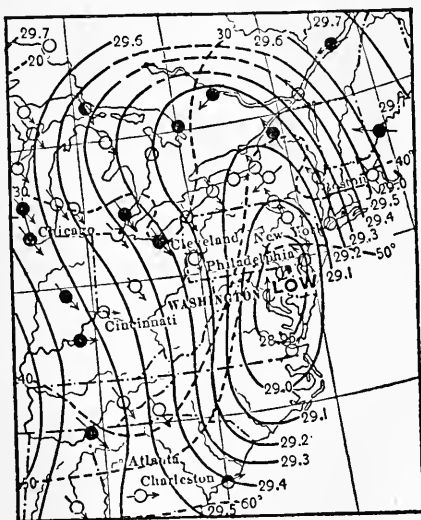 29.7
29.6
30
29.6
29.7
20
40°
Boston
29.0
29.5
29.4
29.3
50°
29.2
29.1
30
Chicago
Cleveland New York
Philadelphia
LOW
WASHINGTON
Cincinnati
29.0
40
29.1
29.2
29.3
Atlanta
29.4
Charleston
29.5
60°